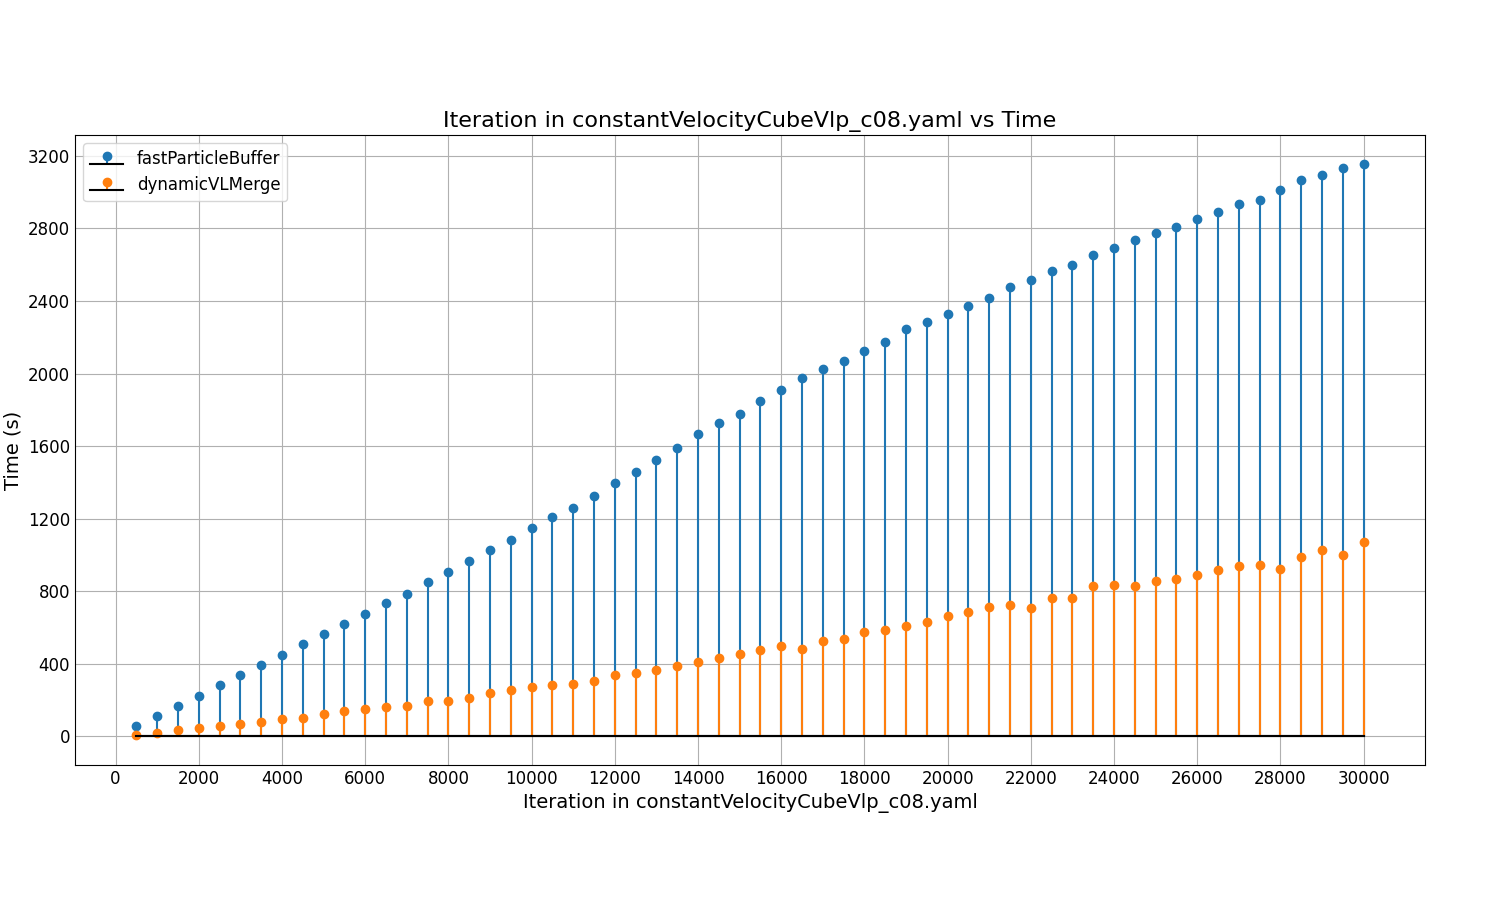 Iteration in constantVelocityCubeVlp_c08.yaml vs Time
fastParticleBuffer
dynamicVLMerge
3200
2800
2400
2000
1600
1200
800
400
0
Time (s)
0 2000 4000 6000 8000 10000 12000 14000 16000 18000 20000 22000 24000 26000 28000 30000
Iteration in constantVelocityCubeVlp_c08.yaml